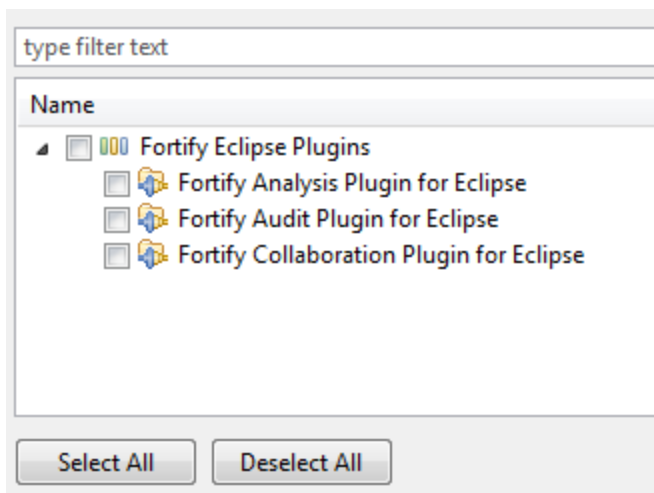 type filter text
Name
Fortify Eclipse Plugins
Fortify Analysis Plugin for Eclipse
Fortify Audit Plugin for Eclipse
Fortify Collaboration Plugin for Eclipse
Select All Deselect All